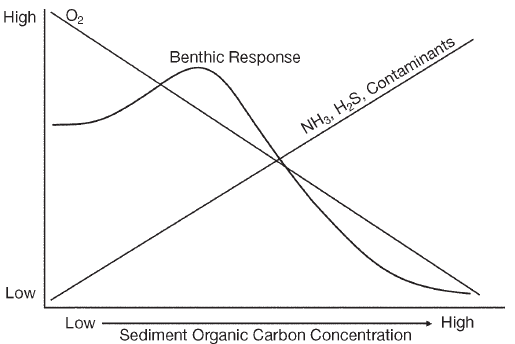 High
O₂
Benthic Response
NH₃, H₂S, Contaminants
Low
Low
High
Sediment Organic Carbon Concentration